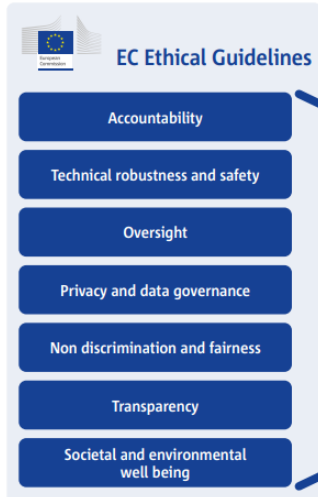 European
Commission
EC Ethical Guidelines
Accountability
Technical robustness and safety
Oversight
Privacy and data governance
Non discrimination and fairness
Transparency
Societal and environmental
well being